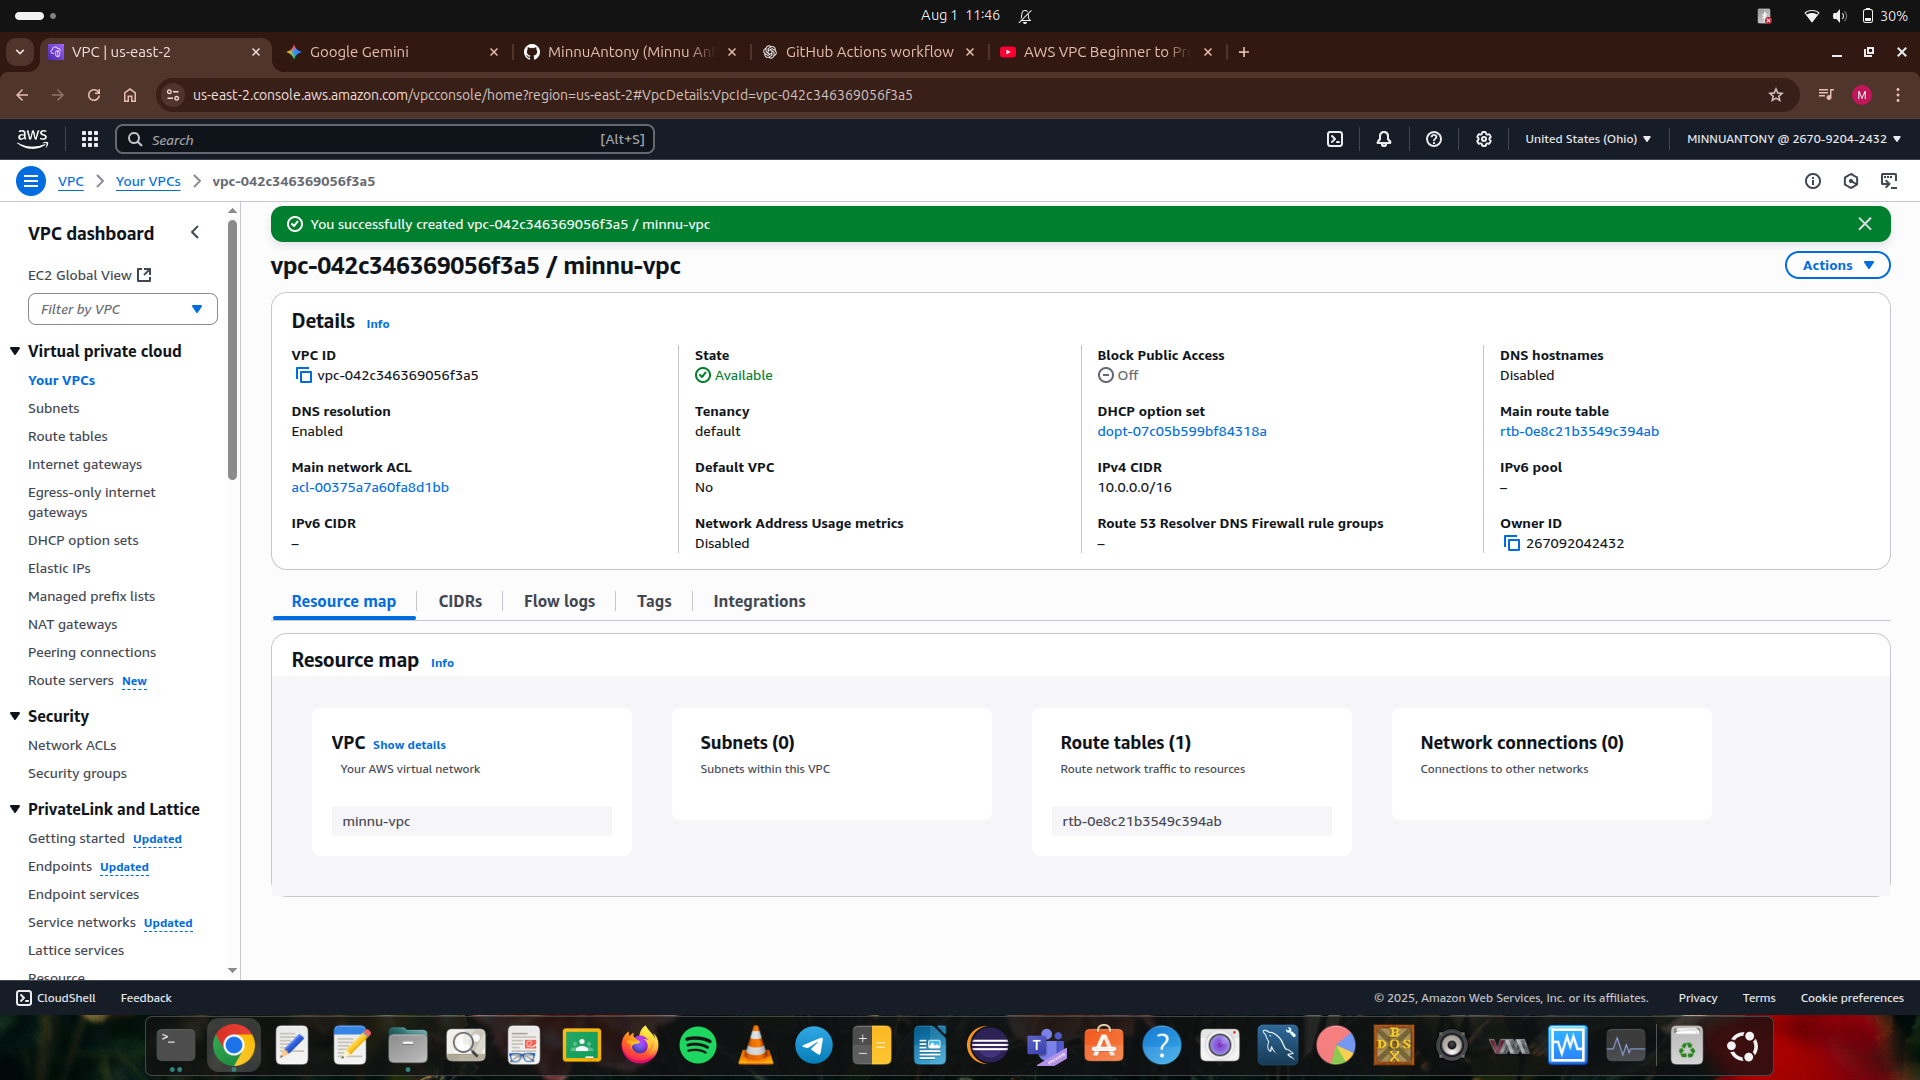 Aug 1 11:46
30%
VPC | us-east-2
Google Gemini
MinnuAntony (Minnu An
GitHub Actions workflow
AWS VPC Beginner to Pr
us-east-2.console.aws.amazon.com/vpcconsole/home?region=us-east-2#VpcDetails:VpcId=vpc-042c346369056f3a5
M
aws
Search
[Alt+S]
United States (Ohio)
MINNUANTONY @ 2670-9204-2432
VPC
Your VPCs
vpc-042c346369056f3a5
VPC dashboard
EC2 Global View
Filter by VPC
Virtual private cloud
Your VPCs
Subnets
Route tables
Internet gateways
Egress-only internet
gateways
DHCP option sets
Elastic IPs
Managed prefix lists
NAT gateways
Peering connections
Route servers New
Security
Network ACLs
Security groups
PrivateLink and Lattice
Getting started Updated
Endpoints Updated
Endpoint services
Service networks Updated
Lattice services
Resource
You successfully created vpc-042c346369056f3a5 / minnu-vpc
vpc-042c346369056f3a5 / minnu-vpc
Actions
Details Info
VPC ID
vpc-042c346369056f3a5
State
Available
Block Public Access
Off
DNS hostnames
Disabled
DNS resolution
Enabled
Tenancy
default
DHCP option set
dopt-07c05b599bf84318a
Main route table
rtb-0e8c21b3549c394ab
Main network ACL
acl-00375a7a60fa8d1bb
Default VPC
No
IPv4 CIDR
10.0.0.0/16
IPv6 pool
–
IPv6 CIDR
–
Network Address Usage metrics
Disabled
Route 53 Resolver DNS Firewall rule groups
–
Owner ID
267092042432
Resource map
CIDRs
Flow logs
Tags
Integrations
Resource map Info
VPC Show details
Your AWS virtual network
minnu-vpc
Subnets (0)
Subnets within this VPC
Route tables (1)
Route network traffic to resources
rtb-0e8c21b3549c394ab
Network connections (0)
Connections to other networks
CloudShell
Feedback
© 2025, Amazon Web Services, Inc. or its affiliates.
Privacy
Terms
Cookie preferences